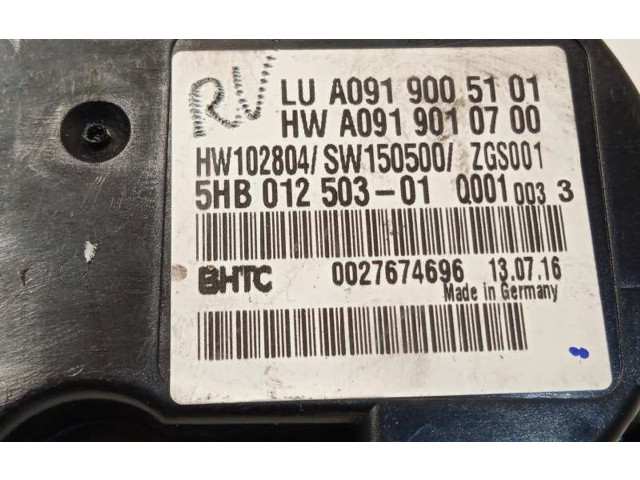 RV
LU A091 900 51 01
HW A091 901 07 00
HW102804/ SW150500/ ZGS001
5HB 012 503-01 Q001 003 3
BHTC 0027674696 13.07.16
Made in Germany